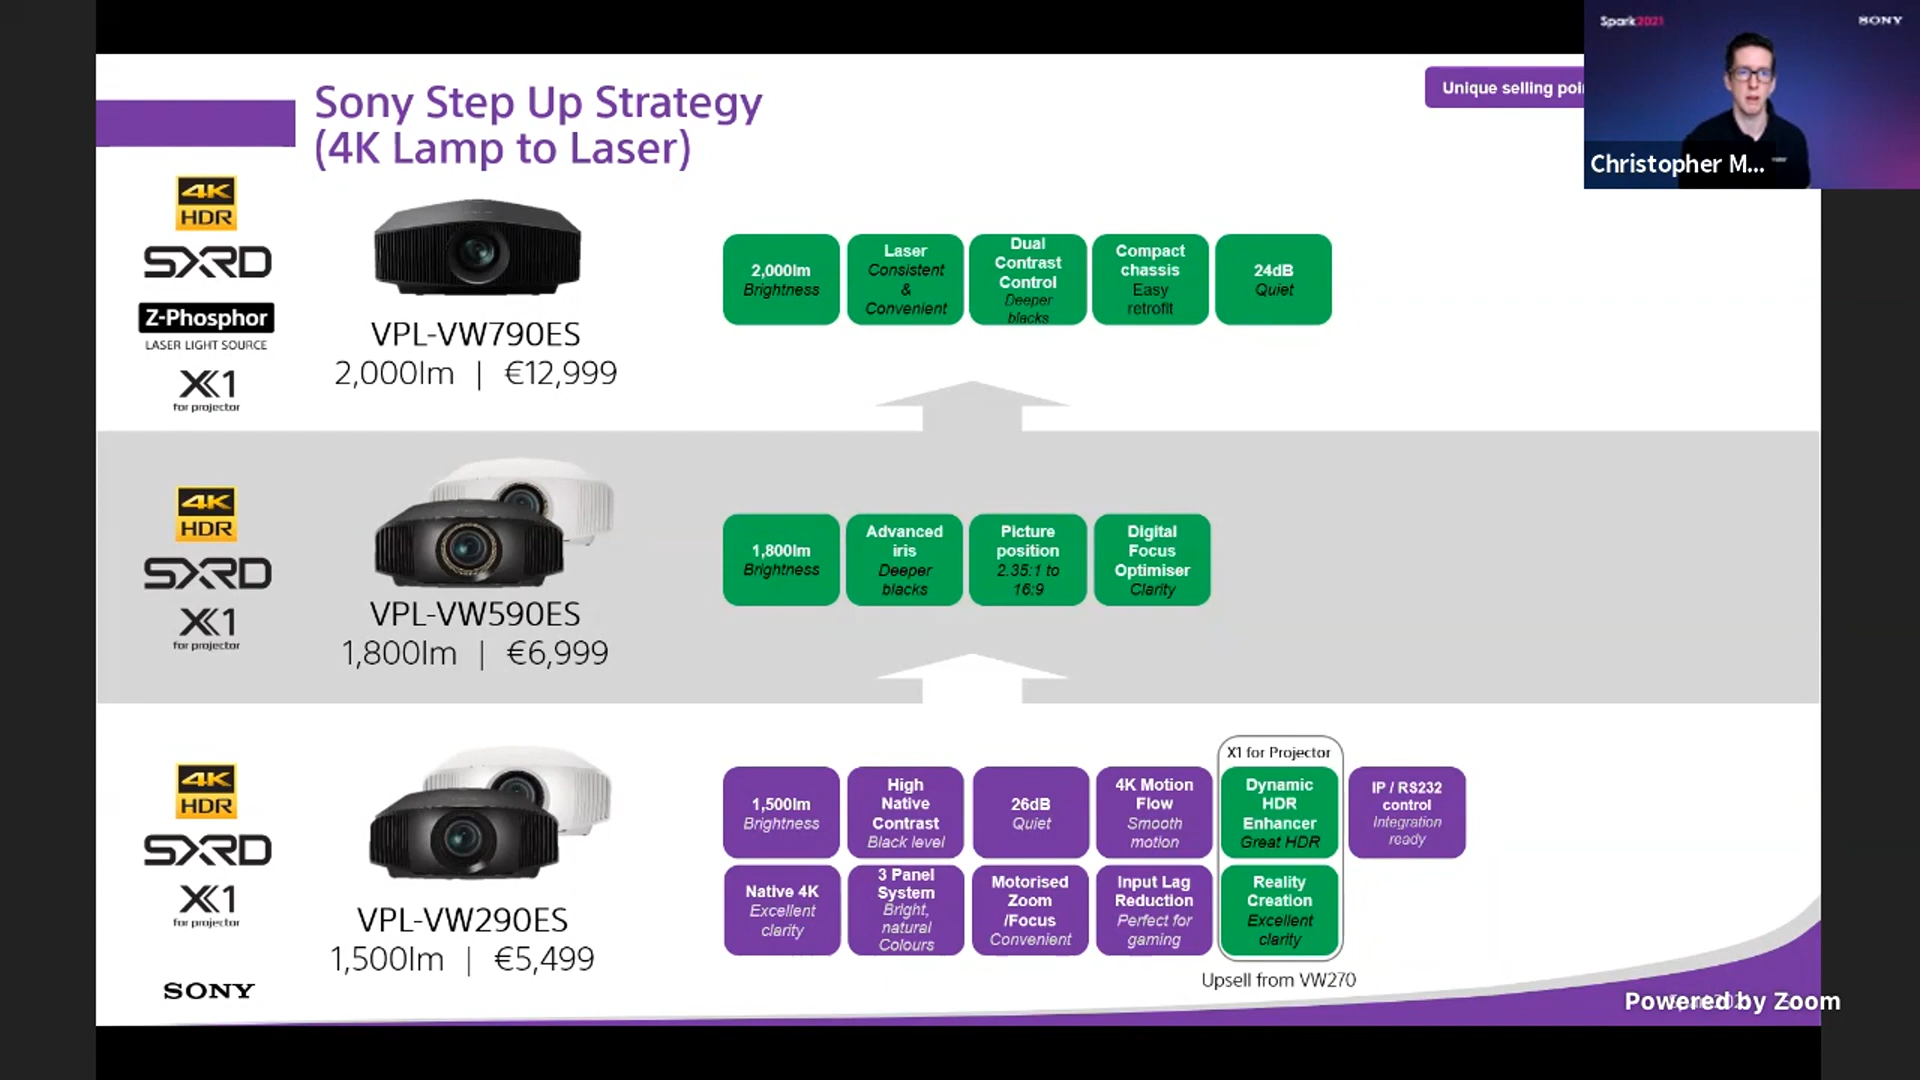 Spark2021
SONY
Christopher M...
Unique selling poi
Sony Step Up Strategy
(4K Lamp to Laser)
4K
HDR
SXRD
Z-Phosphor
LASER LIGHT SOURCE
X1
for projector
VPL-VW790ES
2,000lm | €12,999
2,000lm
Brightness
Laser
Consistent
&
Convenient
Dual
Contrast
Control
Deeper
blacks
Compact
chassis
Easy
retrofit
24dB
Quiet
4K
HDR
SXRD
X1
for projector
VPL-VW590ES
1,800lm | €6,999
1,800lm
Brightness
Advanced
iris
Deeper
blacks
Picture
position
2.35:1 to
16:9
Digital
Focus
Optimiser
Clarity
4K
HDR
SXRD
X1
for projector
VPL-VW290ES
1,500lm | €5,499
1,500lm
Brightness
High
Native
Contrast
Black level
26dB
Quiet
4K Motion
Flow
Smooth
motion
X1 for Projector
Dynamic
HDR
Enhancer
Great HDR
IP / RS232
control
Integration
ready
Native 4K
Excellent
clarity
3 Panel
System
Bright,
natural
Colours
Motorised
Zoom
/Focus
Convenient
Input Lag
Reduction
Perfect for
gaming
Reality
Creation
Excellent
clarity
Upsell from VW270
SONY
Powered by Zoom